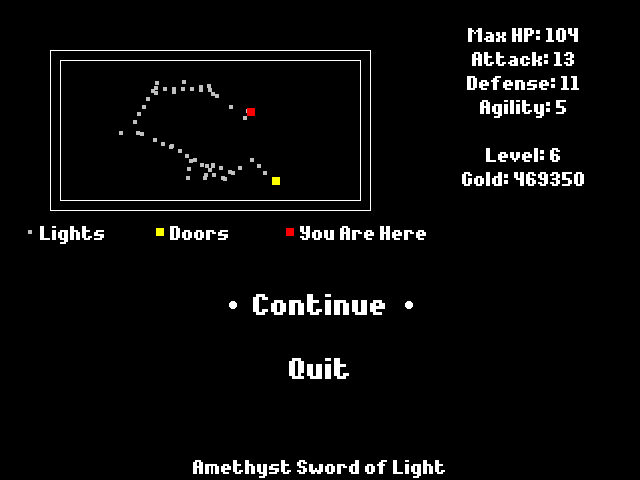 Max HP: 104
Attack: 13
Defense: 11
Agility: 5
Level: 6
Gold: 469350
Lights Doors You Are Here
• Continue •
Quit
Amethyst Sword of Light